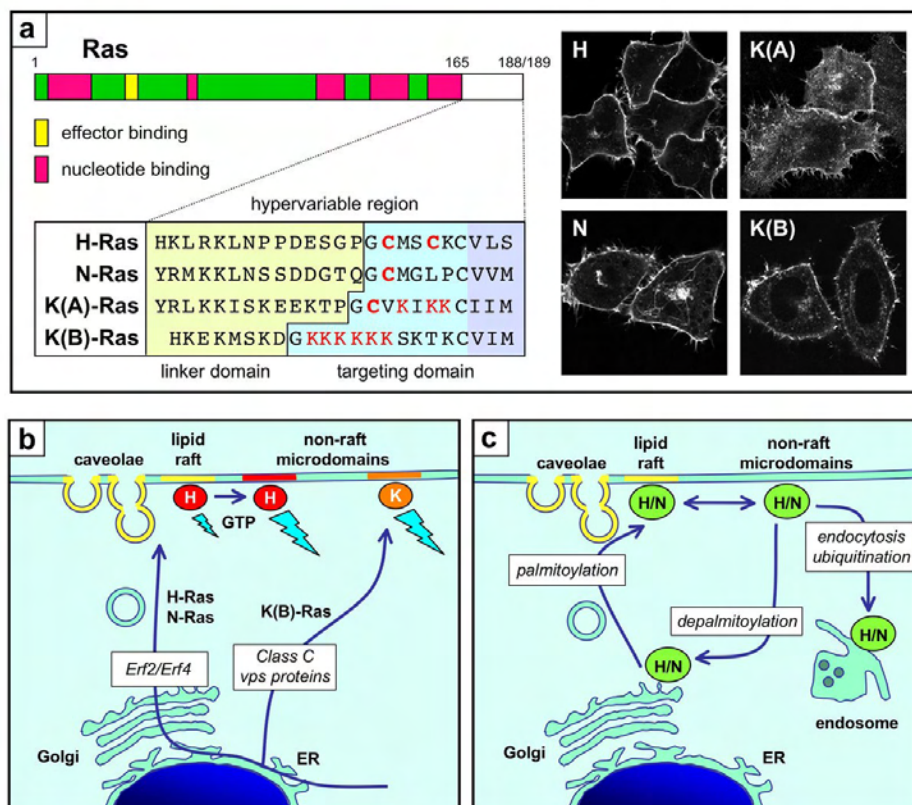 a
Ras
1
165
188/189
effector binding
nucleotide binding
hypervariable region
H-Ras HKLRKLNPPDESGPGCMSCKCVLS
N-Ras YRMKKLNSSDDGTQGCMGLPCVVM
K(A)-Ras YRLKKISKEEKTPGCVKIKKCIIM
K(B)-Ras HKEKMSKDGKKKKKKSKTKCVIM
linker domain
targeting domain
H
K(A)
N
K(B)
b
caveolae
lipid
raft
non-raft
microdomains
H
H
K
GTP
H-Ras
N-Ras
K(B)-Ras
Erf2/Erf4
Class C
vps proteins
Golgi
ER
c
caveolae
lipid
raft
non-raft
microdomains
H/N
H/N
endocytosis
ubiquitination
palmitoylation
depalmitoylation
H/N
H/N
endosome
Golgi
ER